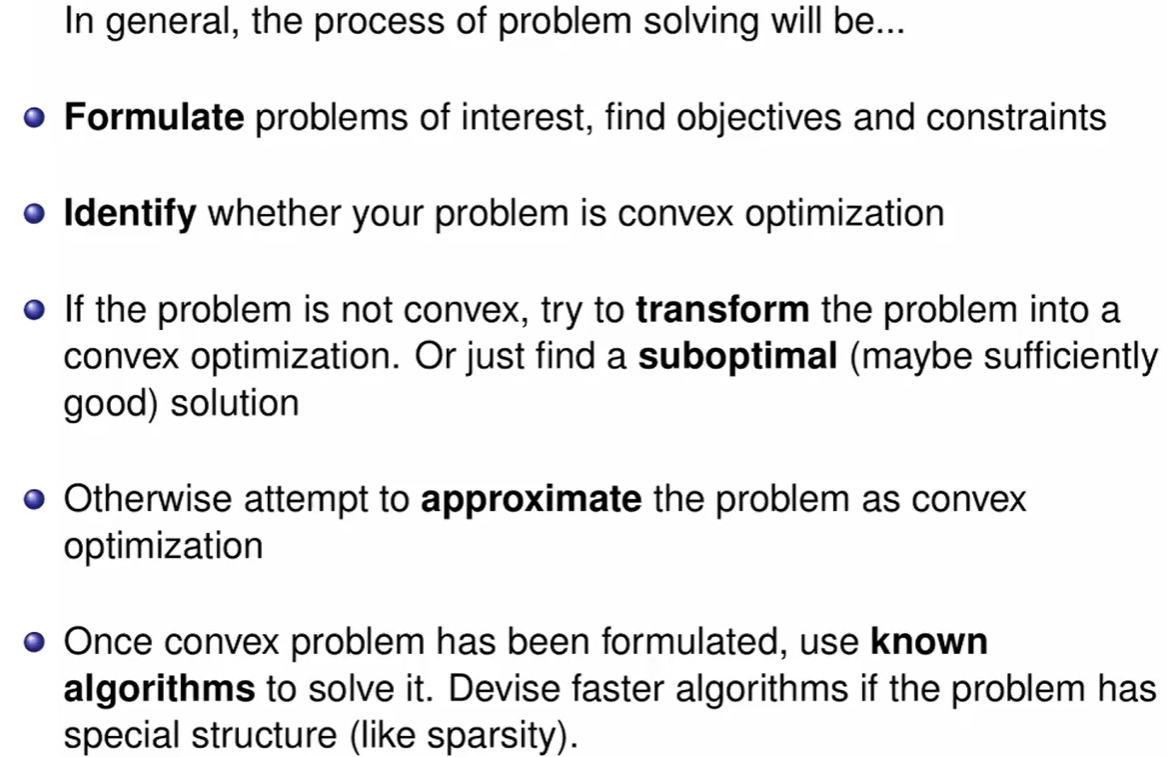 In general, the process of problem solving will be...
Formulate problems of interest, find objectives and constraints
Identify whether your problem is convex optimization
If the problem is not convex, try to transform the problem into a
convex optimization. Or just find a suboptimal (maybe sufficiently
good) solution
Otherwise attempt to approximate the problem as convex
optimization
Once convex problem has been formulated, use known
algorithms to solve it. Devise faster algorithms if the problem has
special structure (like sparsity).